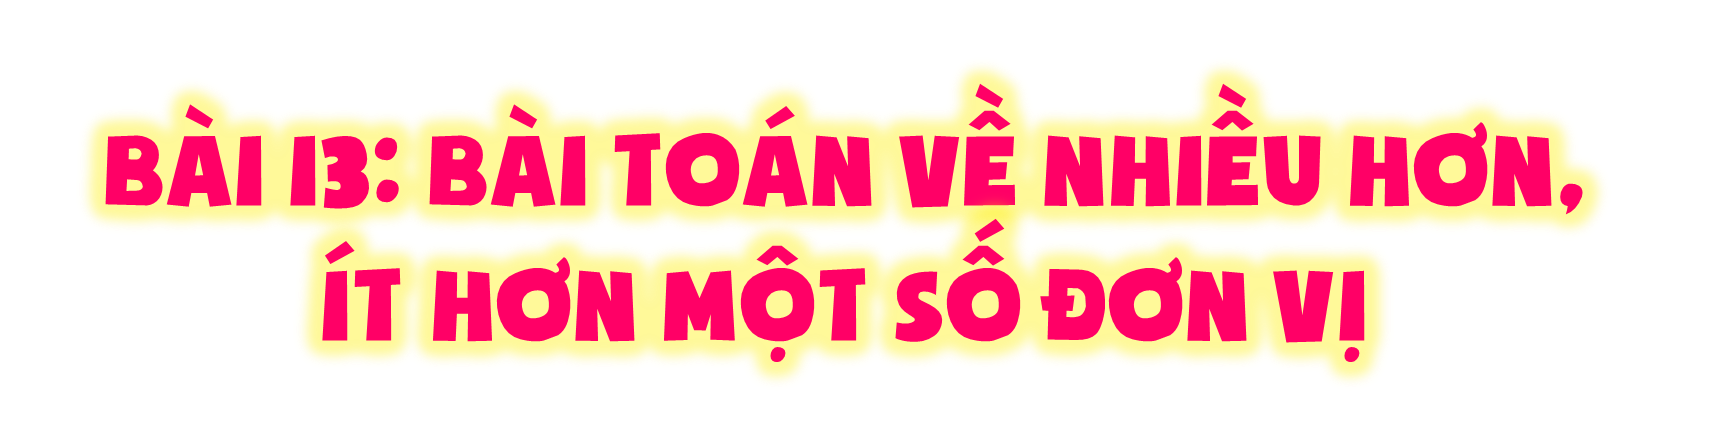 BÀI 13: BÀI TOÁN VỀ NHIỀU HƠN,
ÍT HƠN MỘT SỐ ĐƠN VỊ